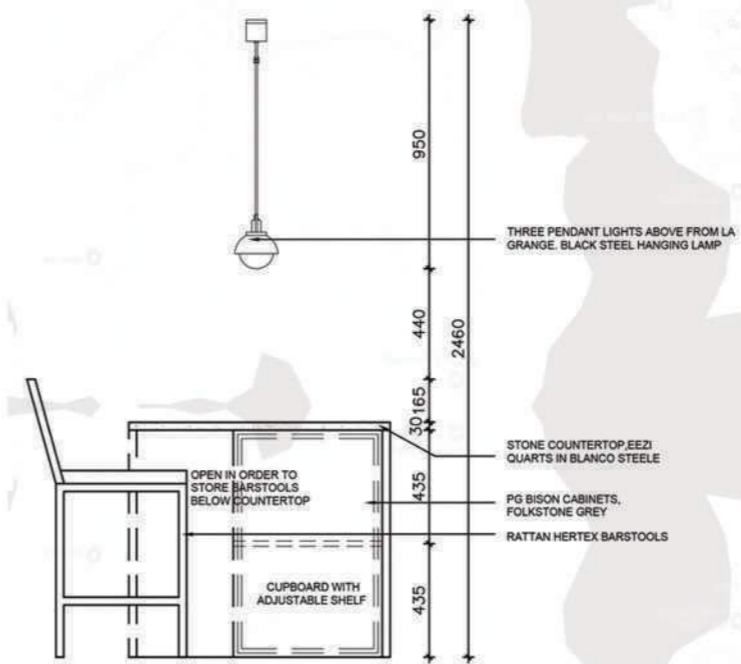 950
THREE PENDANT LIGHTS ABOVE FROM LA
GRANGE. BLACK STEEL HANGING LAMP
440
2460
165
30
STONE COUNTERTOP,EEZI
QUARTS IN BLANCO STEELE
OPEN IN ORDER TO
STORE BARSTOOLS
BELOW COUNTERTOP
435
PG BISON CABINETS,
FOLKSTONE GREY
RATTAN HERTEX BARSTOOLS
CUPBOARD WITH
ADJUSTABLE SHELF
435